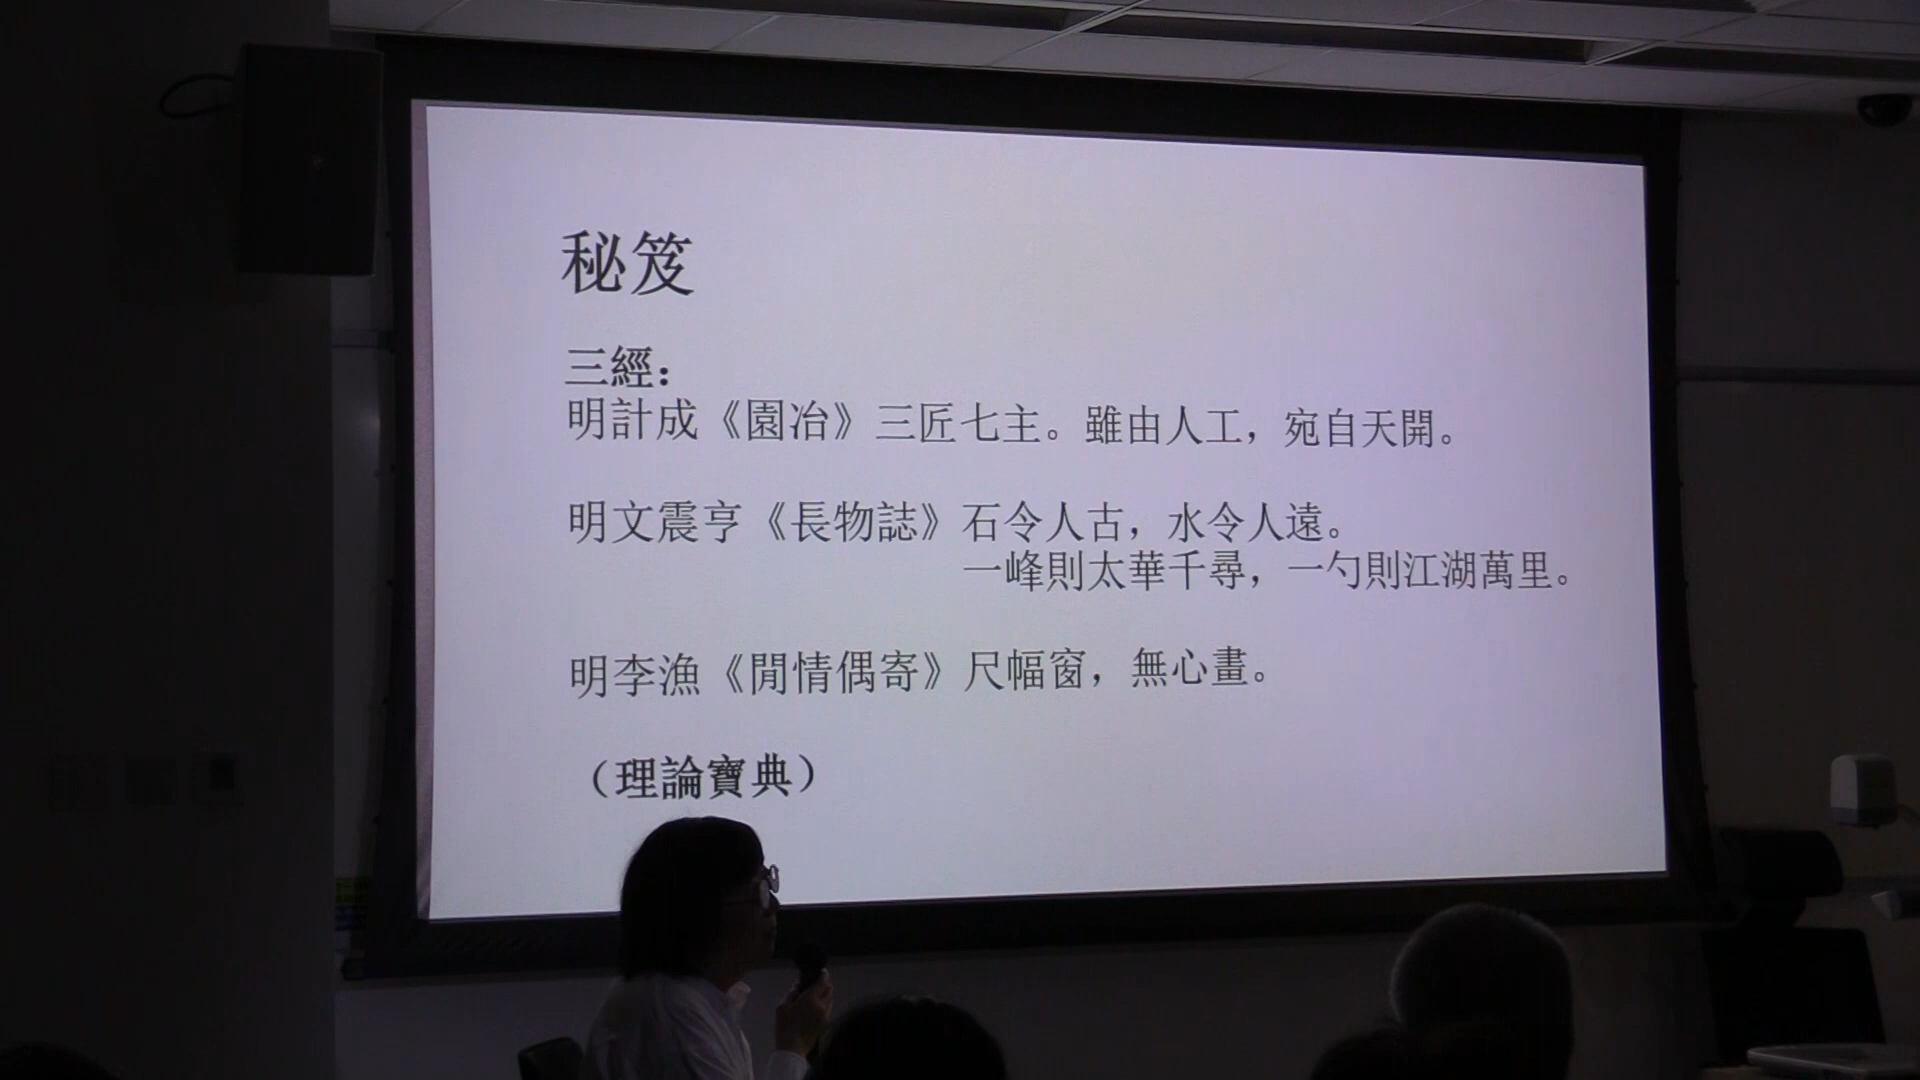 秘笈
三經：
明計成《園冶》三匠七主。雖由人工，宛自天開。
明文震亨《長物誌》石令人古，水令人遠。
一峰則太華千尋，一勺則江湖萬里。
明李漁《閒情偶寄》尺幅窗，無心畫。
（理論寶典）